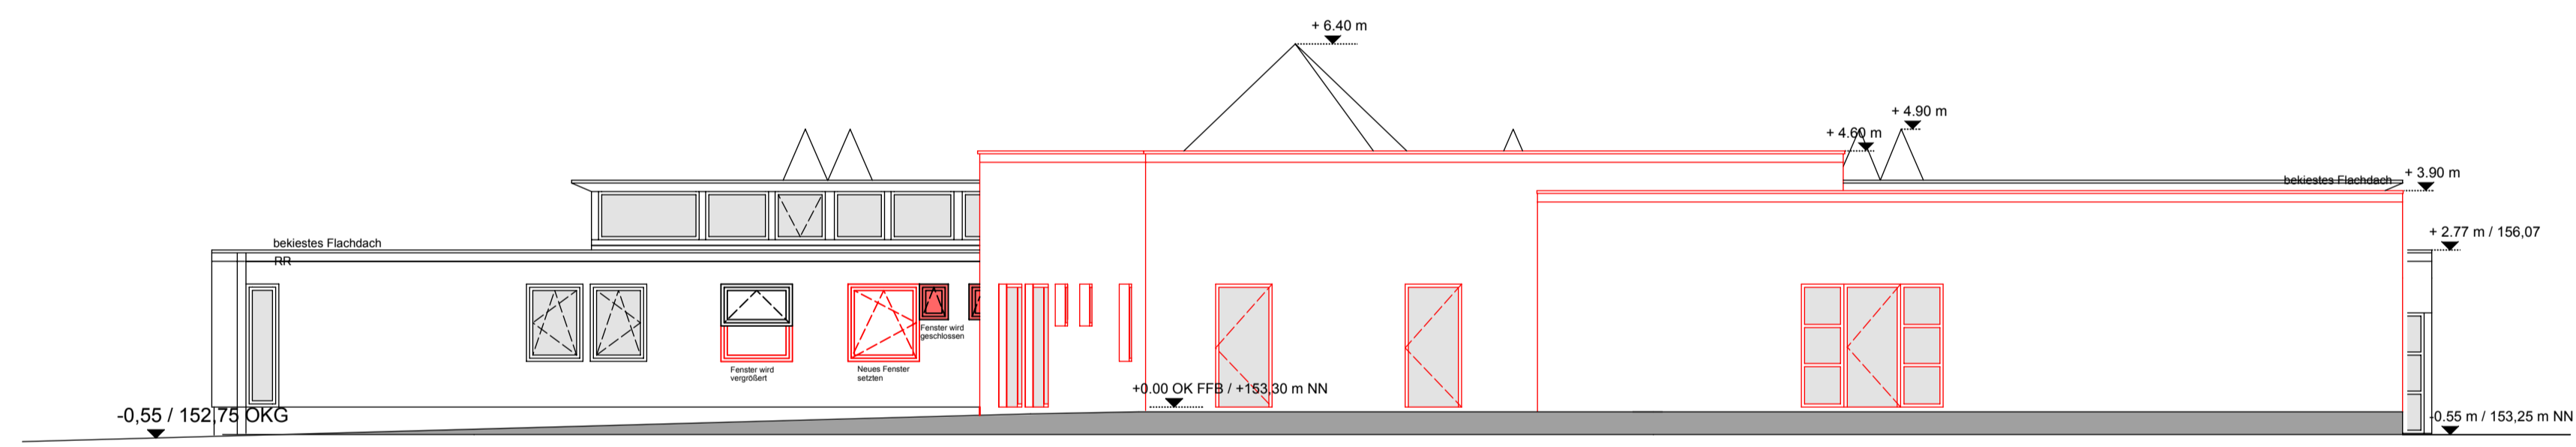 + 6.40 m
+ 4.90 m
+ 4.60 m
+ 3.90 m
bekiestes Flachdach
+ 2.77 m / 156,07
bekiestes Flachdach
RR
Fenster wird
geschlossen
Fenster wird
vergrößert
Neues Fenster
setzten
+0.00 OK FFB / +153,30 m NN
-0,55 / 152,75 OKG
-0.55 m / 153,25 m NN